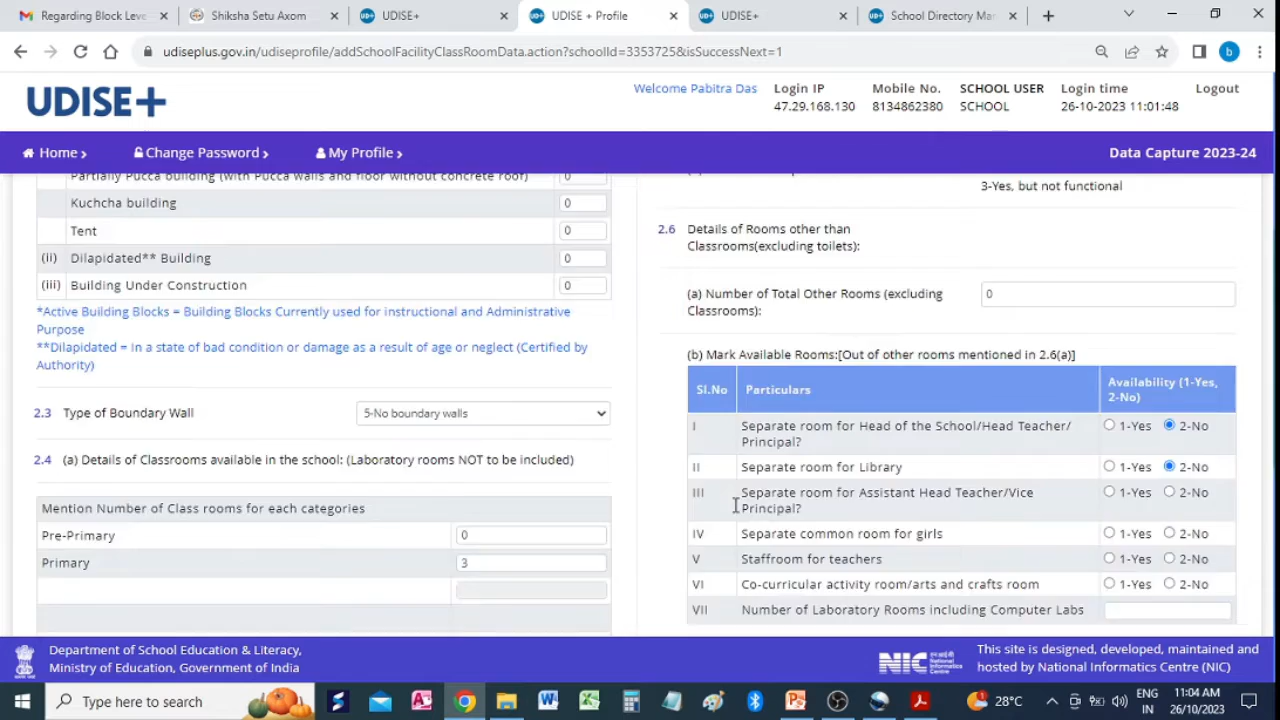 Regarding Block Leve
Shiksha Setu Axom
UDISE+
UDISE + Profile
UDISE+
School Directory Ma
udiseplus.gov.in/udiseprofile/addSchoolFacilityClassRoomData.action?schoolId=3353725&isSuccessNext=1
b
UDISE+
Welcome Pabitra Das
Login IP
47.29.168.130
Mobile No.
8134862380
SCHOOL USER
SCHOOL
Login time
26-10-2023 11:01:48
Logout
Home
Change Password
My Profile
Data Capture 2023-24
Partially Pucca building (with Pucca walls and floor without concrete roof) 0
Kuchcha building 0
Tent 0
(ii) Dilapidated** Building 0
(iii) Building Under Construction 0
*Active Building Blocks = Building Blocks Currently used for instructional and Administrative
Purpose
**Dilapidated = In a state of bad condition or damage as a result of age or neglect (Certified by
Authority)
2.3 Type of Boundary Wall 5-No boundary walls
2.4 (a) Details of Classrooms available in the school: (Laboratory rooms NOT to be included)
Mention Number of Class rooms for each categories
Pre-Primary 0
Primary 3
3-Yes, but not functional
2.6 Details of Rooms other than
Classrooms(excluding toilets):
(a) Number of Total Other Rooms (excluding
Classrooms):
0
(b) Mark Available Rooms:[Out of other rooms mentioned in 2.6(a)]
Sl.No Particulars Availability (1-Yes,
2-No)
I Separate room for Head of the School/Head Teacher/ 1-Yes 2-No
Principal?
II Separate room for Library 1-Yes 2-No
III Separate room for Assistant Head Teacher/Vice 1-Yes 2-No
Principal?
IV Separate common room for girls 1-Yes 2-No
V Staffroom for teachers 1-Yes 2-No
VI Co-curricular activity room/arts and crafts room 1-Yes 2-No
VII Number of Laboratory Rooms including Computer Labs
Department of School Education & Literacy,
Ministry of Education, Government of India
NIC
National
Informatics
Centre
This site is designed, developed, maintained and
hosted by National Informatics Centre (NIC)
Type here to search
28°C
ENG
IN
11:04 AM
26/10/2023